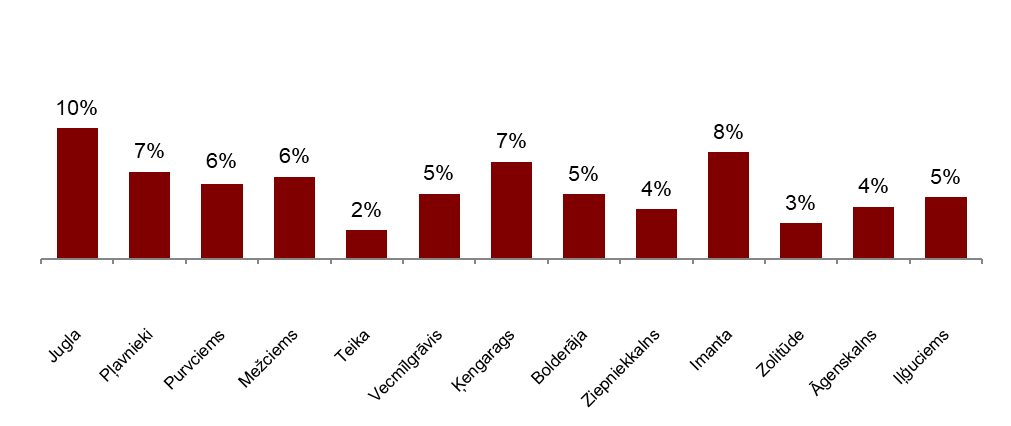 10%
7%
6%
6%
2%
5%
7%
5%
4%
8%
3%
4%
5%
Jugla
Pļavnieki
Purvciems
Mežciems
Teika
Vecmīlgrāvis
Ķengarags
Bolderāja
Ziepniekkalns
Imanta
Zolitūde
Āgenskalns
Iļģuciems